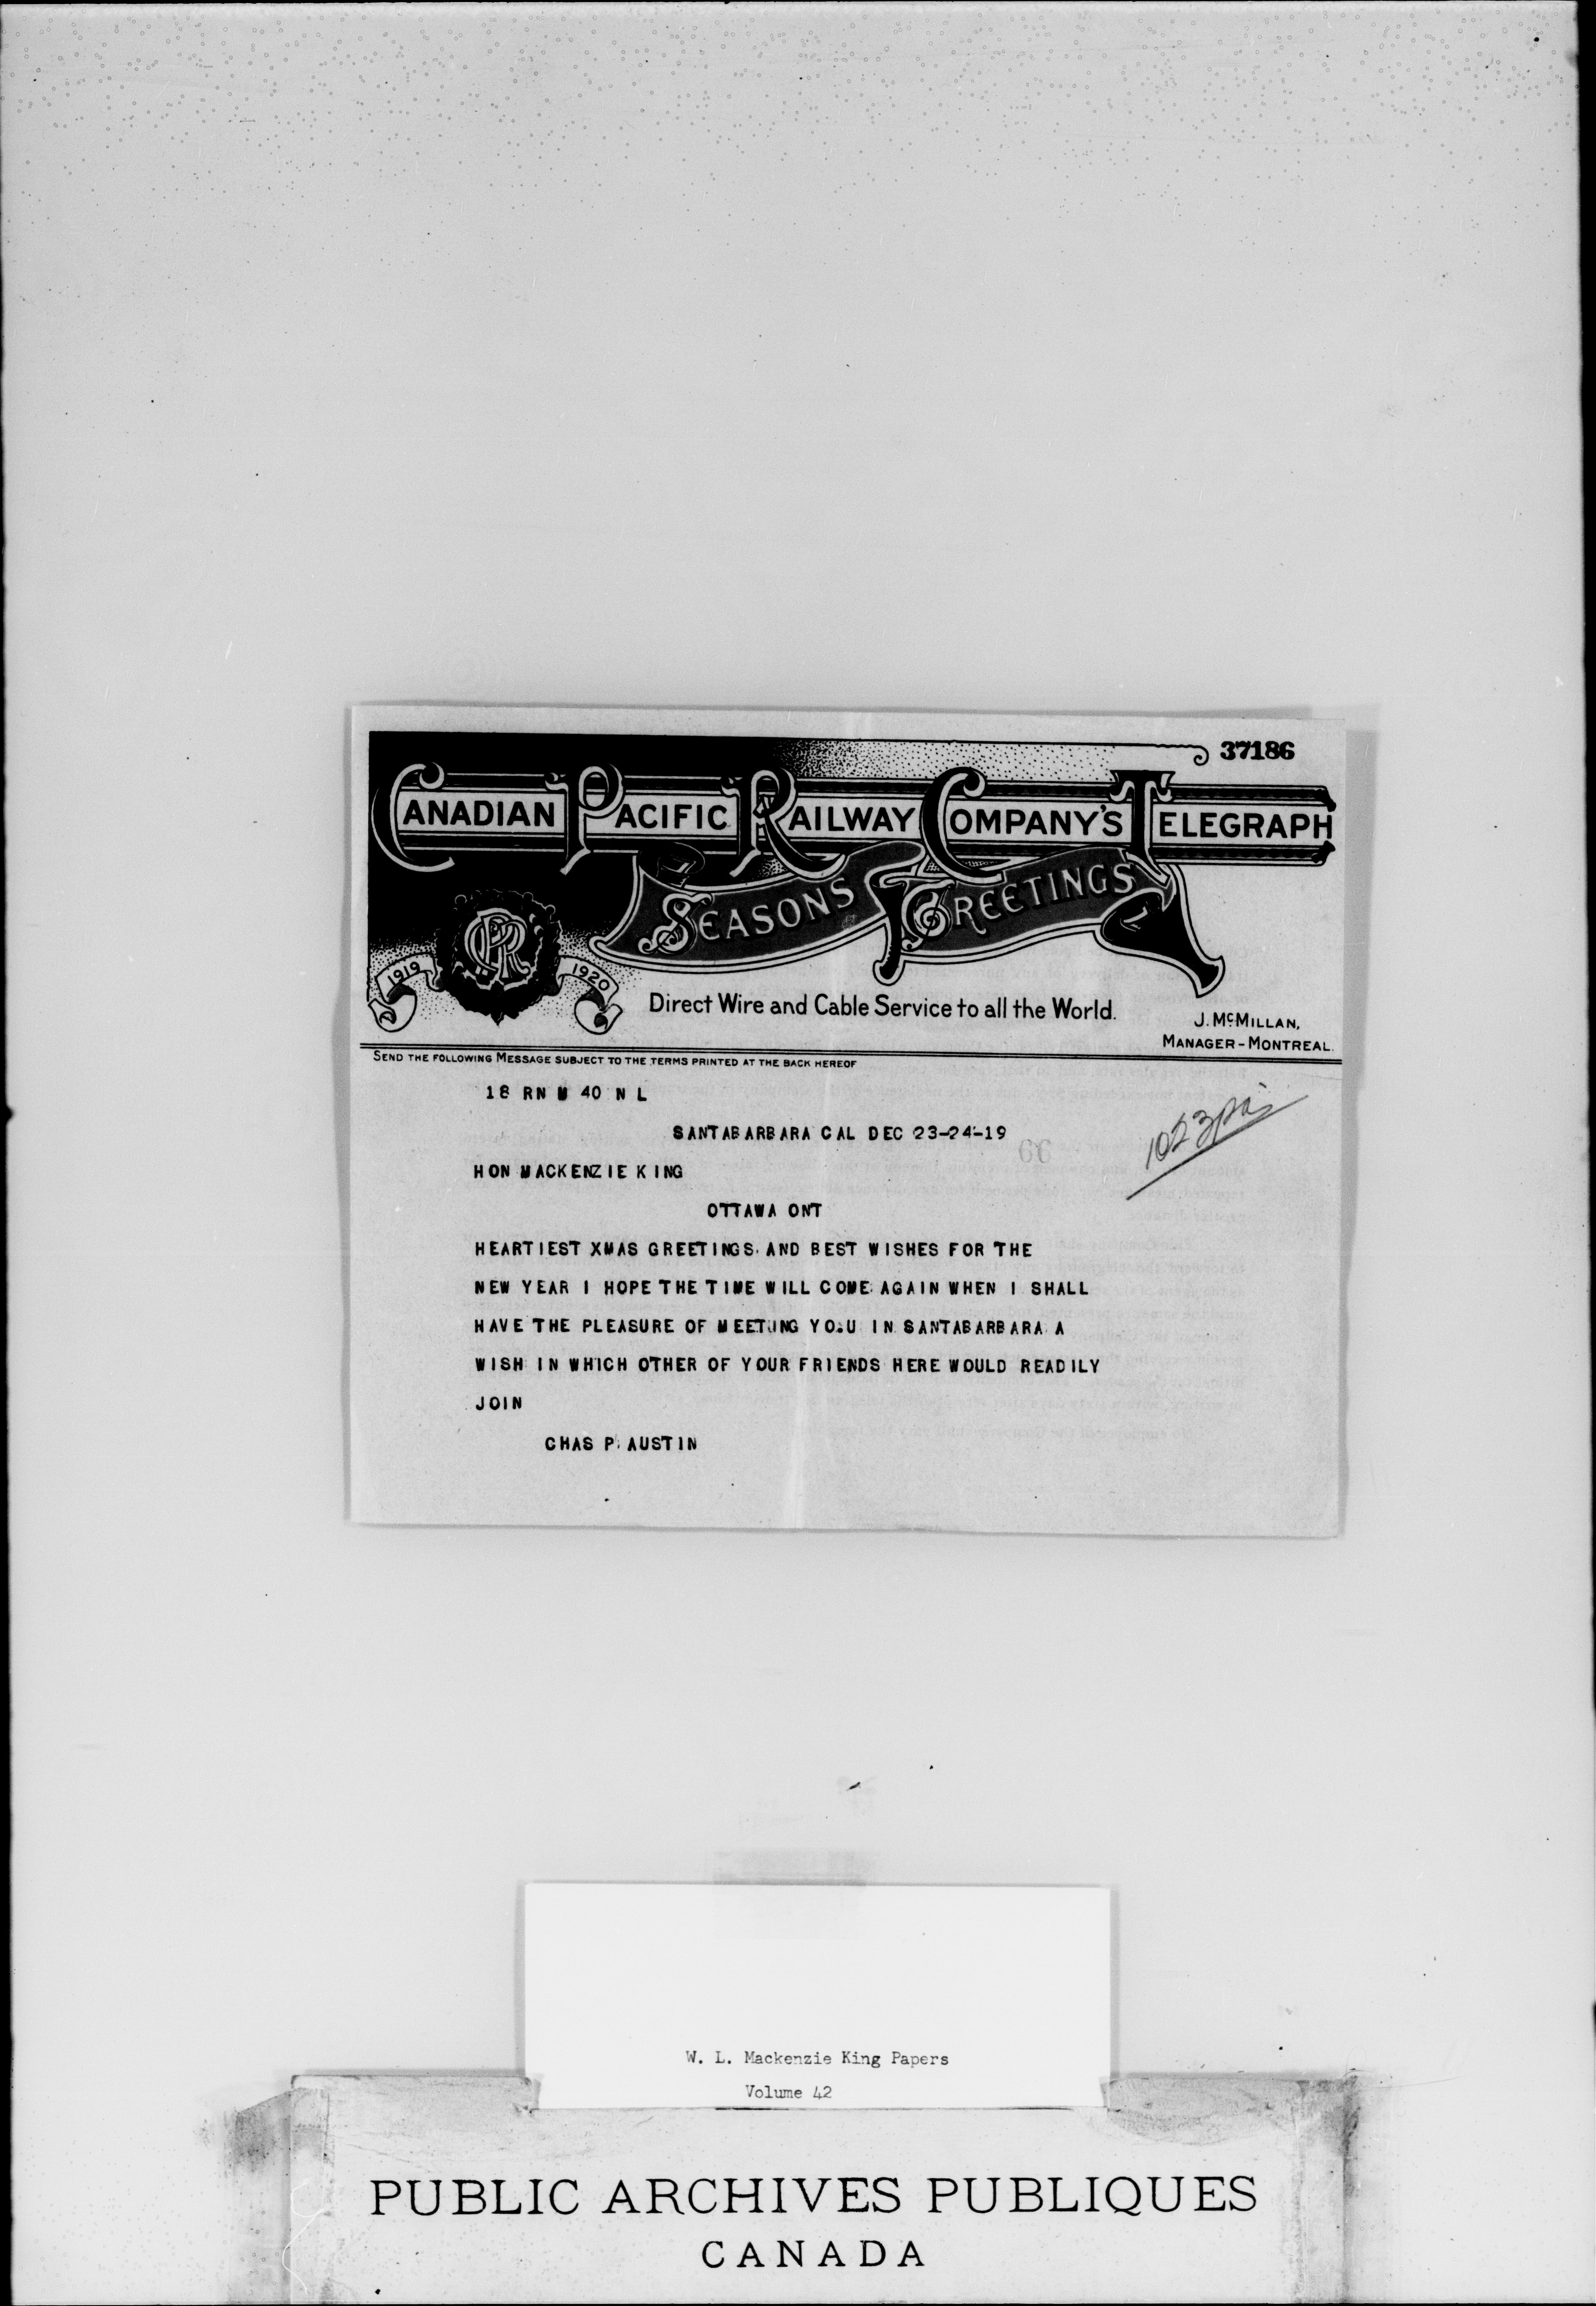 37186
CANADIAN PACIFIC RAILWAY COMPANY'S TELEGRAPH
SEASONS GREETINGS
CPR
1919 1920
Direct Wire and Cable Service to all the World.
J. McMILLAN,
MANAGER-MONTREAL.
SEND THE FOLLOWING MESSAGE SUBJECT TO THE TERMS PRINTED AT THE BACK HEREOF
18 RN M 40 N L
SANTABARBARA CAL DEC 23-24-19
1023pm
HON MACKENZIE KING
OTTAWA ONT
HEARTIEST XMAS GREETINGS AND BEST WISHES FOR THE
NEW YEAR I HOPE THE TIME WILL COME AGAIN WHEN I SHALL
HAVE THE PLEASURE OF MEETING YO.U IN SANTABARBARA A
WISH IN WHICH OTHER OF YOUR FRIENDS HERE WOULD READILY
JOIN
CHAS P AUSTIN
W. L. Mackenzie King Papers
Volume 42
PUBLIC ARCHIVES PUBLIQUES
CANADA